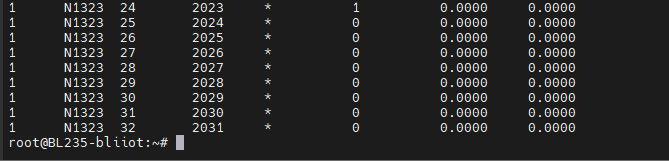 1 N1323 24 2023 * 1 0.0000 0.0000
1 N1323 25 2024 * 0 0.0000 0.0000
1 N1323 26 2025 * 0 0.0000 0.0000
1 N1323 27 2026 * 0 0.0000 0.0000
1 N1323 28 2027 * 0 0.0000 0.0000
1 N1323 29 2028 * 0 0.0000 0.0000
1 N1323 30 2029 * 0 0.0000 0.0000
1 N1323 31 2030 * 0 0.0000 0.0000
1 N1323 32 2031 * 0 0.0000 0.0000
root@BL235-bliiot:~#